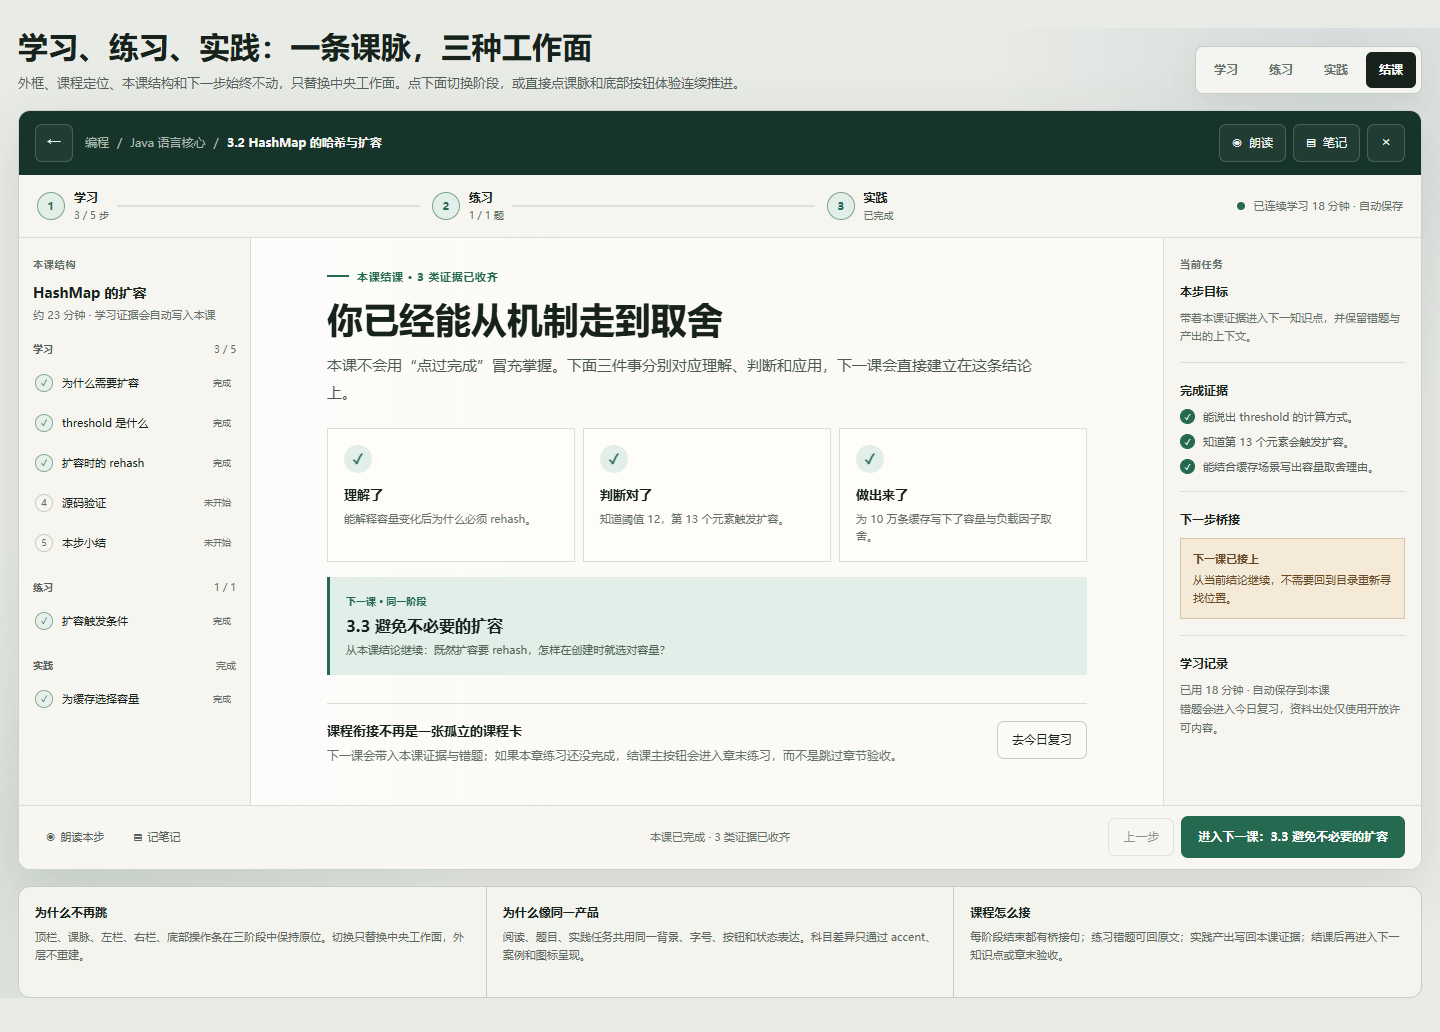 学习、练习、实践：一条课脉，三种工作面
外框、课程定位、本课结构和下一步始终不动，只替换中央工作面。点下面切换阶段，或直接点课脉和底部按钮体验连续推进。
学习 练习 实践 结课
← 编程 / Java 语言核心 / 3.2 HashMap 的哈希与扩容
朗读 笔记 ×
1 学习
3 / 5 步
2 练习
1 / 1 题
3 实践
已完成
已连续学习 18 分钟 · 自动保存
本课结构
HashMap 的扩容
约 23 分钟 · 学习证据会自动写入本课
学习 3 / 5
✓ 为什么需要扩容 完成
✓ threshold 是什么 完成
✓ 扩容时的 rehash 完成
4 源码验证 未开始
5 本步小结 未开始
练习 1 / 1
✓ 扩容触发条件 完成
实践 完成
✓ 为缓存选择容量 完成
本课结课 • 3 类证据已收齐
你已经能从机制走到取舍
本课不会用“点过完成”冒充掌握。下面三件事分别对应理解、判断和应用，下一课会直接建立在这条结论
上。
✓
理解了
能解释容量变化后为什么必须 rehash。
✓
判断对了
知道阈值 12，第 13 个元素触发扩容。
✓
做出来了
为 10 万条缓存写下了容量与负载因子取
舍。
下一课 • 同一阶段
3.3 避免不必要的扩容
从本课结论继续：既然扩容要 rehash，怎样在创建时就选对容量？
课程衔接不再是一张孤立的课程卡
下一课会带入本课证据与错题；如果本章练习还没完成，结课主按钮会进入章末练习，而不是跳过章节验收。
去今日复习
当前任务
本步目标
带着本课证据进入下一知识点，并保留错题与
产出的上下文。
完成证据
✓ 能说出 threshold 的计算方式。
✓ 知道第 13 个元素会触发扩容。
✓ 能结合缓存场景写出容量取舍理由。
下一步桥接
下一课已接上
从当前结论继续，不需要回到目录重新寻
找位置。
学习记录
已用 18 分钟 · 自动保存到本课
错题会进入今日复习，资料出处仅使用开放许
可内容。
朗读本步 记笔记
本课已完成 · 3 类证据已收齐
上一步
进入下一课：3.3 避免不必要的扩容
为什么不再跳
顶栏、课脉、左栏、右栏、底部操作条在三阶段中保持原位。切换只替换中央工作面，外
层不重建。
为什么像同一产品
阅读、题目、实践任务共用同一背景、字号、按钮和状态表达。科目差异只通过 accent、
案例和图标呈现。
课程怎么接
每阶段结束都有桥接句；练习错题可回原文；实践产出写回本课证据；结课后再进入下一
知识点或章末验收。